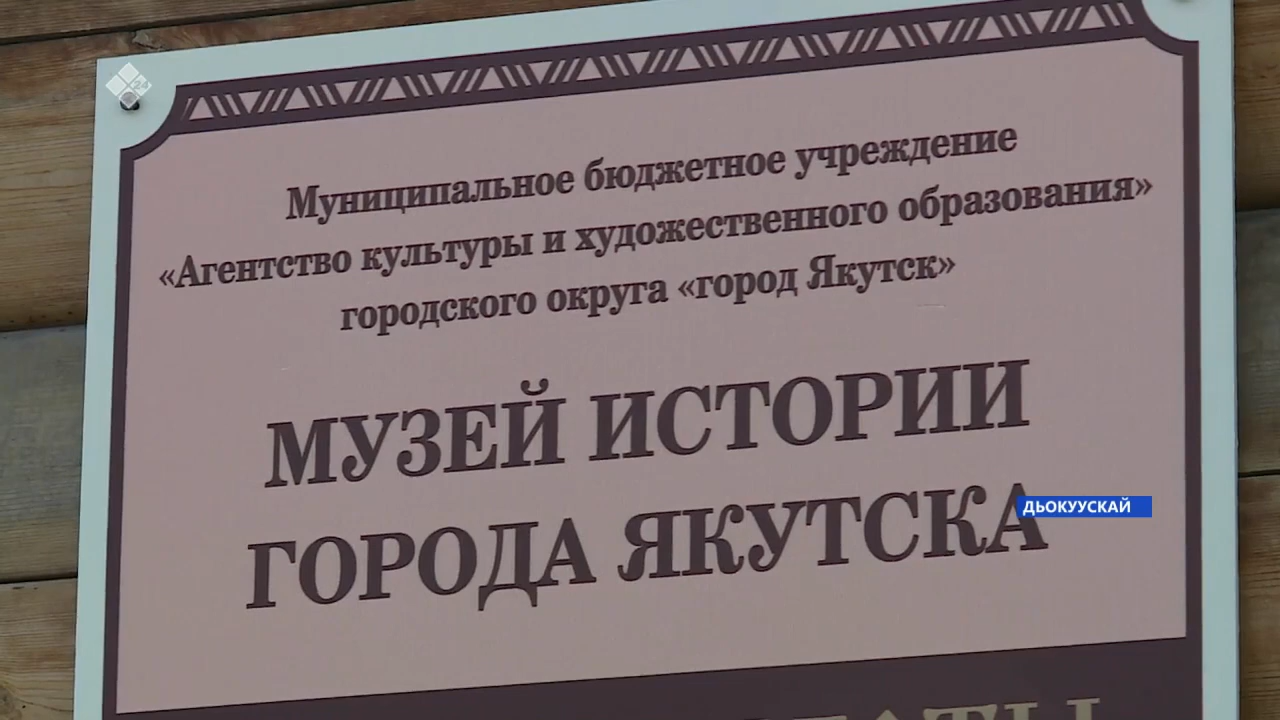 Муниципальное бюджетное учреждение
«Агентство культуры и художественного образования»
городского округа «город Якутск»
МУЗЕЙ ИСТОРИИ
ГОРОДА ЯКУТСКА
ДЬОКУУСКАЙ